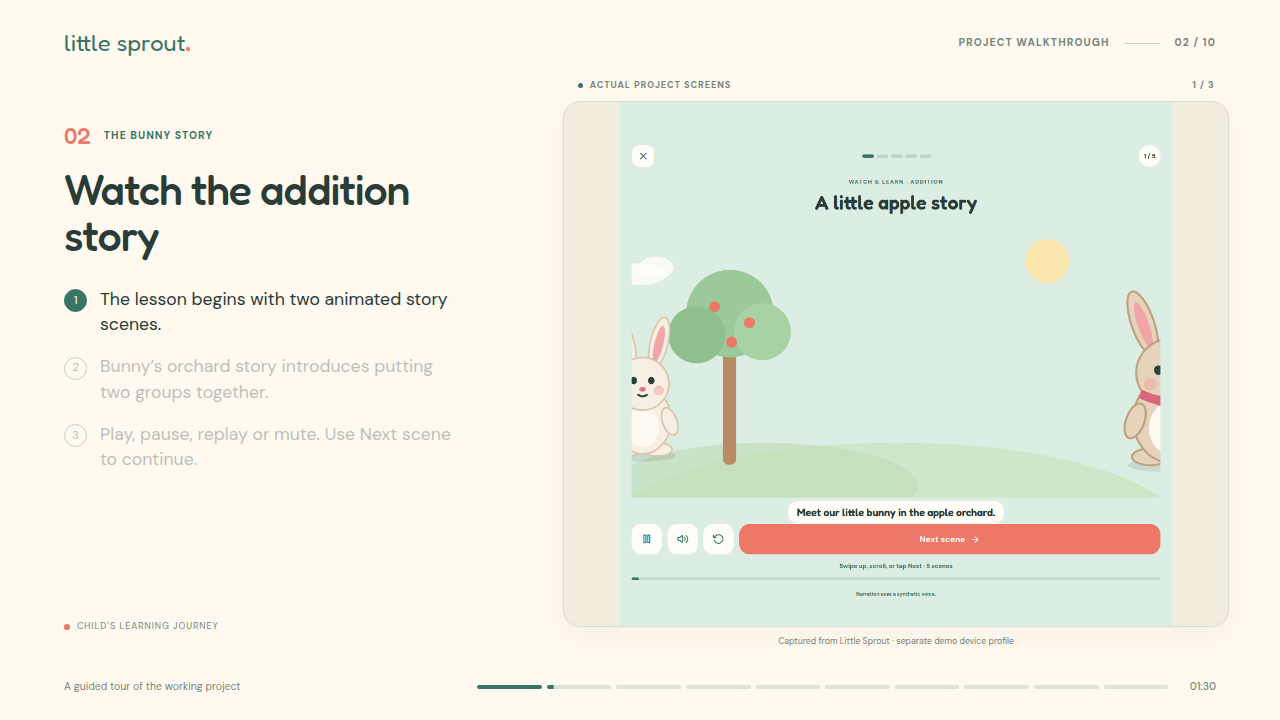 little sprout.
PROJECT WALKTHROUGH
02 / 10
ACTUAL PROJECT SCREENS
1 / 3
02 THE BUNNY STORY
Watch the addition
story
1 The lesson begins with two animated story
scenes.
2 Bunny’s orchard story introduces putting
two groups together.
3 Play, pause, replay or mute. Use Next scene
to continue.
1 / 5
WATCH & LEARN · ADDITION
A little apple story
Meet our little bunny in the apple orchard.
Next scene →
Swipe up, scroll, or tap Next · 5 scenes
Narration uses a synthetic voice.
CHILD'S LEARNING JOURNEY
Captured from Little Sprout · separate demo device profile
A guided tour of the working project
01:30